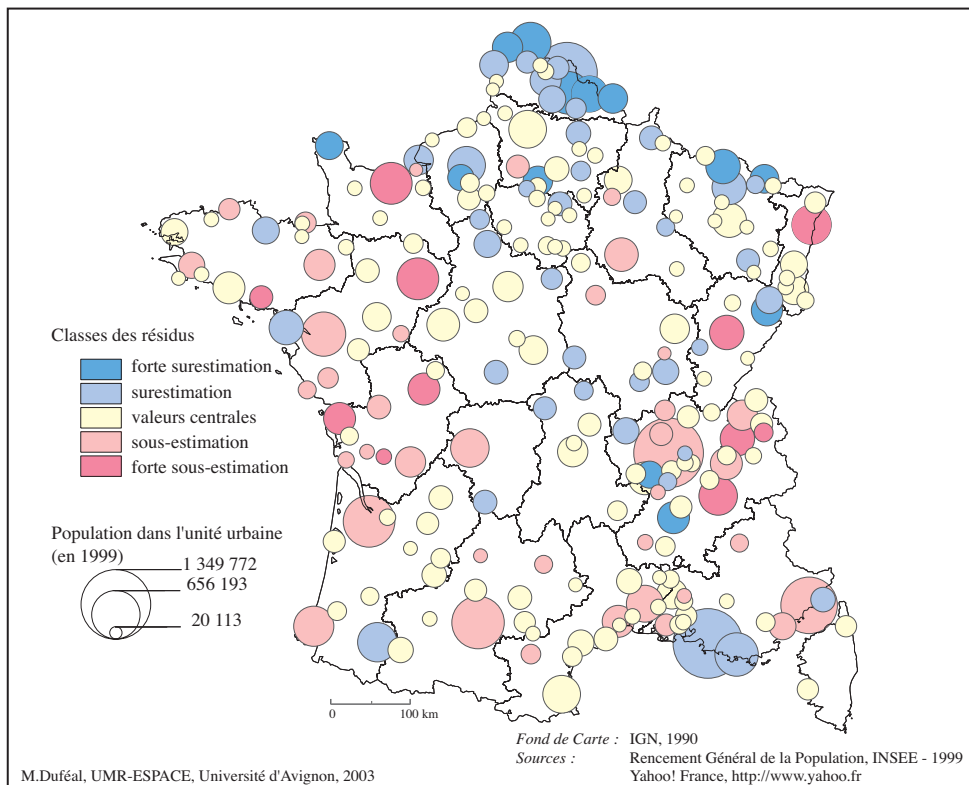 Classes des résidus
forte surestimation
surestimation
valeurs centrales
sous-estimation
forte sous-estimation
Population dans l'unité urbaine
(en 1999)
1 349 772
656 193
20 113
0 100 km
Fond de Carte : IGN, 1990
Sources : Rencement Général de la Population, INSEE - 1999
Yahoo! France, http://www.yahoo.fr
M.Duféal, UMR-ESPACE, Université d'Avignon, 2003